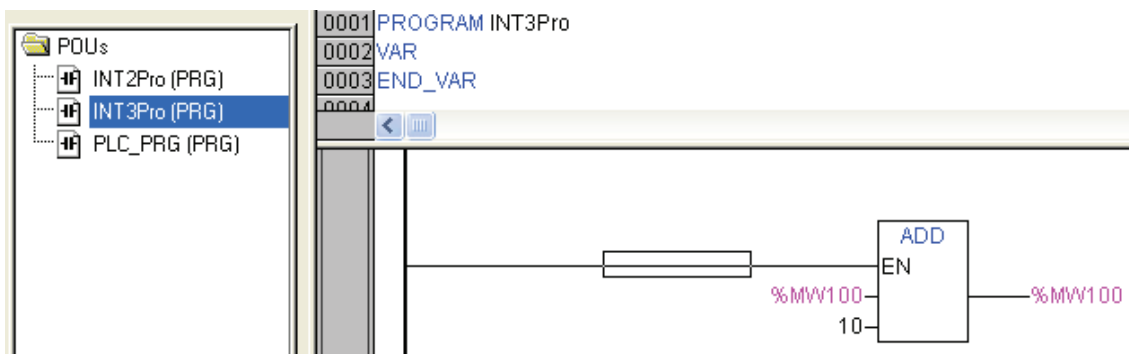 POUs
INT2Pro (PRG)
INT3Pro (PRG)
PLC_PRG (PRG)
0001 PROGRAM INT3Pro
0002 VAR
0003 END_VAR
0004
ADD
EN
%MW100 %MW100
10